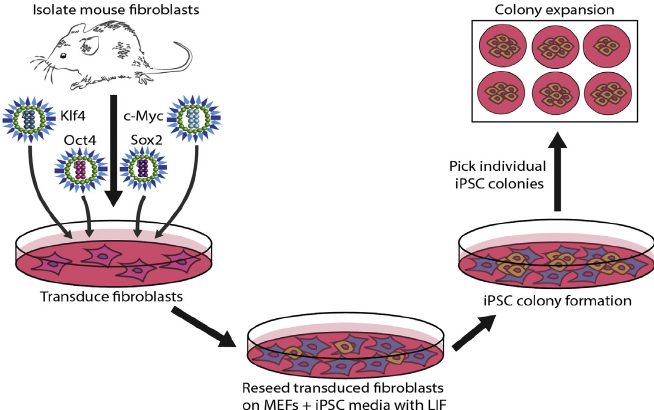 Isolate mouse fibroblasts
Klf4
c-Myc
Oct4
Sox2
Transduce fibroblasts
Reseed transduced fibroblasts
on MEFs + iPSC media with LIF
iPSC colony formation
Pick individual
iPSC colonies
Colony expansion